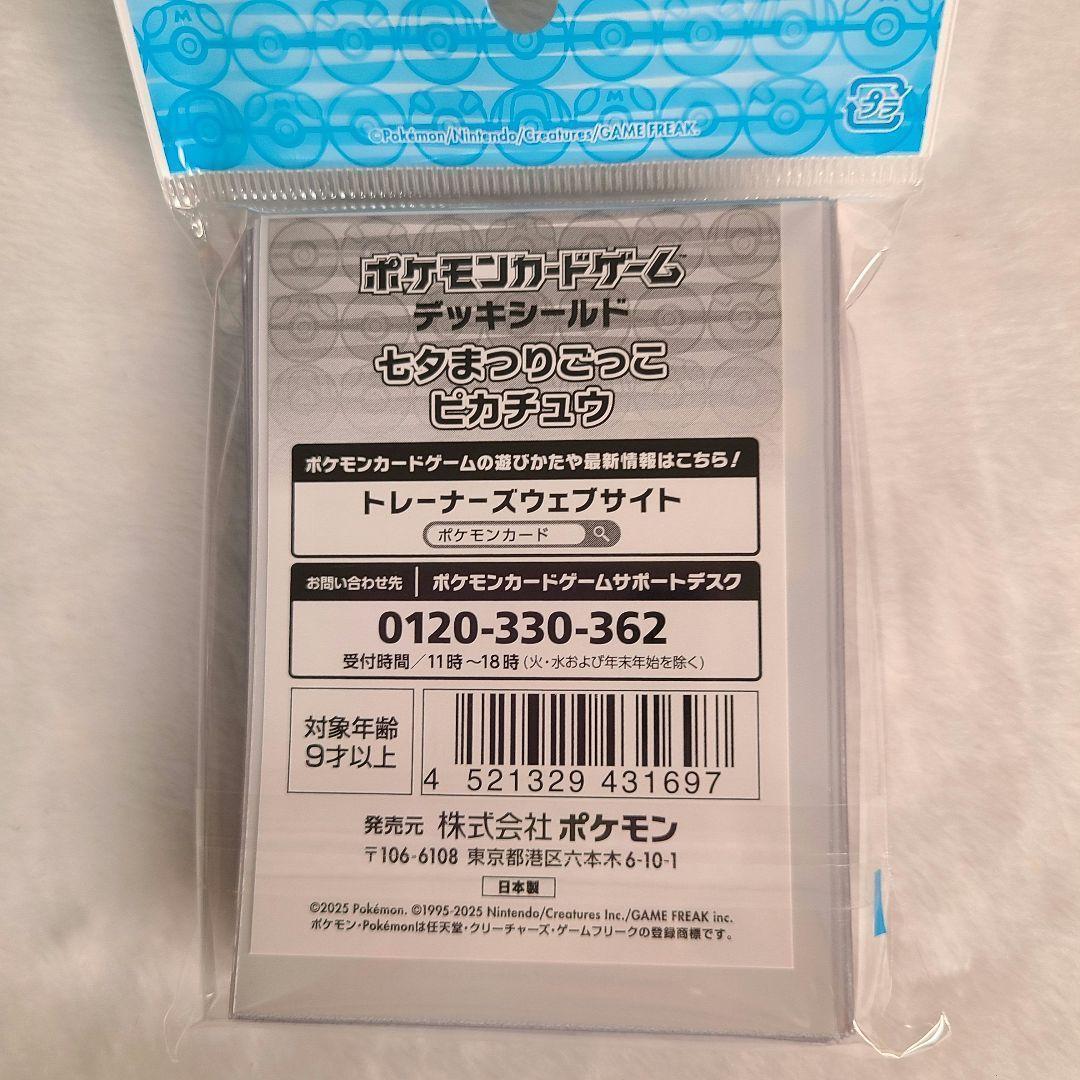 ©Pokémon/Nintendo/Creatures/GAME FREAK.
プラ
ポケモンカードゲーム
デッキシールド
七夕まつりごっこ
ピカチュウ
ポケモンカードゲームの遊びかたや最新情報はこちら!
トレーナーズウェブサイト
ポケモンカード
お問い合わせ先 ポケモンカードゲームサポートデスク
0120-330-362
受付時間/11時~18時(火・水および年末年始を除く)
対象年齢
9才以上
4 521329 431697
発売元 株式会社 ポケモン
〒106-6108 東京都港区六本木6-10-1
日本製
©2025 Pokémon. ©1995-2025 Nintendo/Creatures Inc./GAME FREAK inc.
ポケモン・Pokémonは任天堂・クリーチャーズ・ゲームフリークの登録商標です。